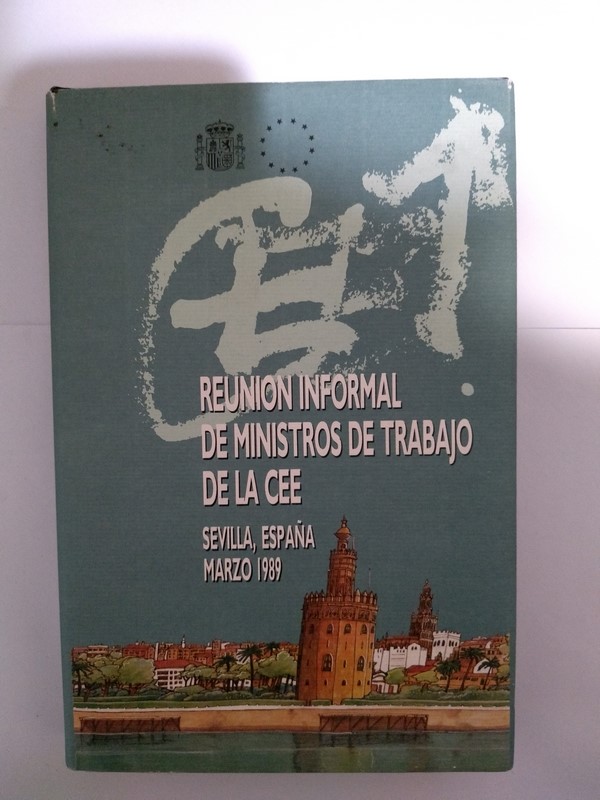 REUNION INFORMAL
DE MINISTROS DE TRABAJO
DE LA CEE
SEVILLA, ESPAÑA
MARZO 1989